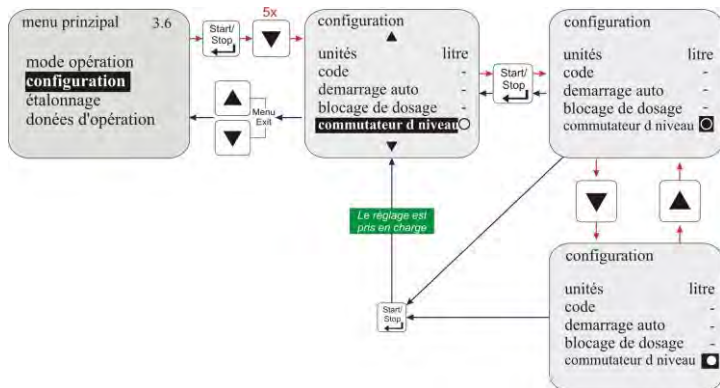 menu prinzipal 3.6
mode opération
configuration
étalonnage
donées d'opération
Start/
Stop
5x
Menu
Exit
configuration
unités litre
code -
demarrage auto -
blocage de dosage -
commutateur d niveau
Start/
Stop
configuration
unités litre
code -
demarrage auto -
blocage de dosage -
commutateur d niveau
Le réglage est
pris en charge
Start/
Stop
configuration
unités litre
code -
demarrage auto -
blocage de dosage -
commutateur d niveau